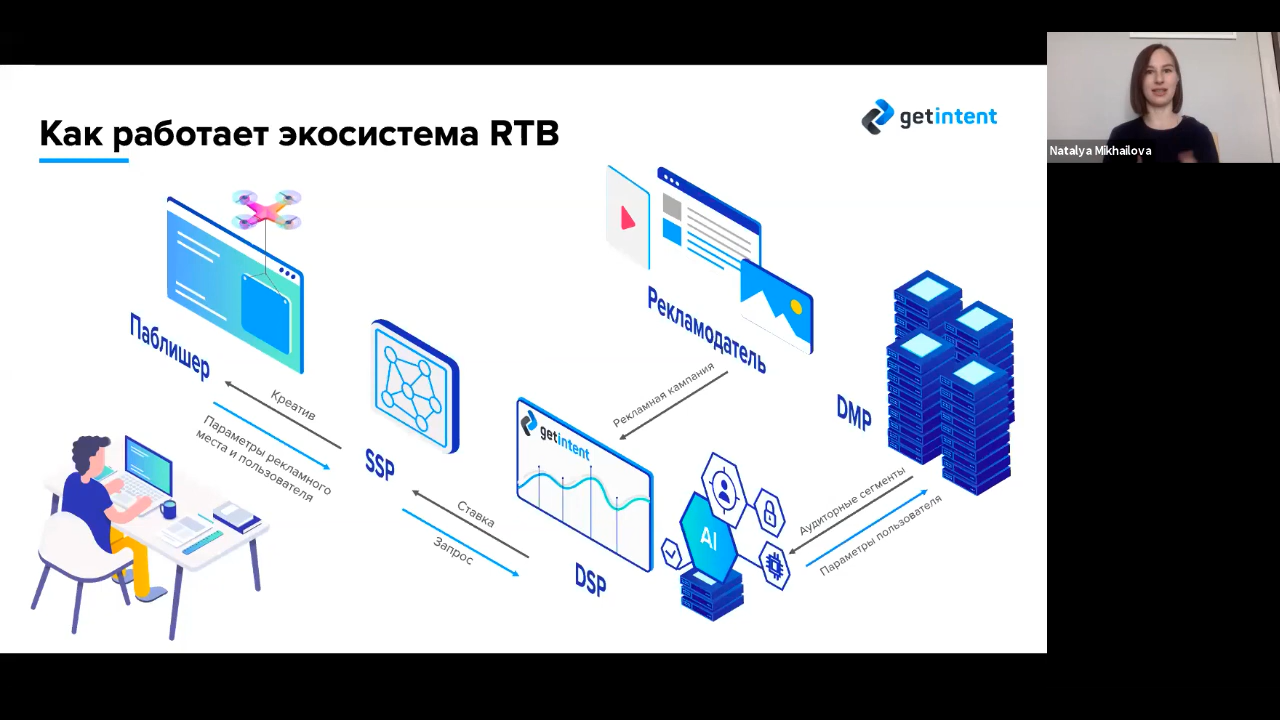 Как работает экосистема RTB
getintent
Natalya Mikhailova
Паблишер
Креатив
Параметры рекламного
места и пользователя
SSP
Ставка
Запрос
getintent
DSP
Рекламодатель
Рекламная кампания
AI
DMP
Аудиторные сегменты
Параметры пользователя